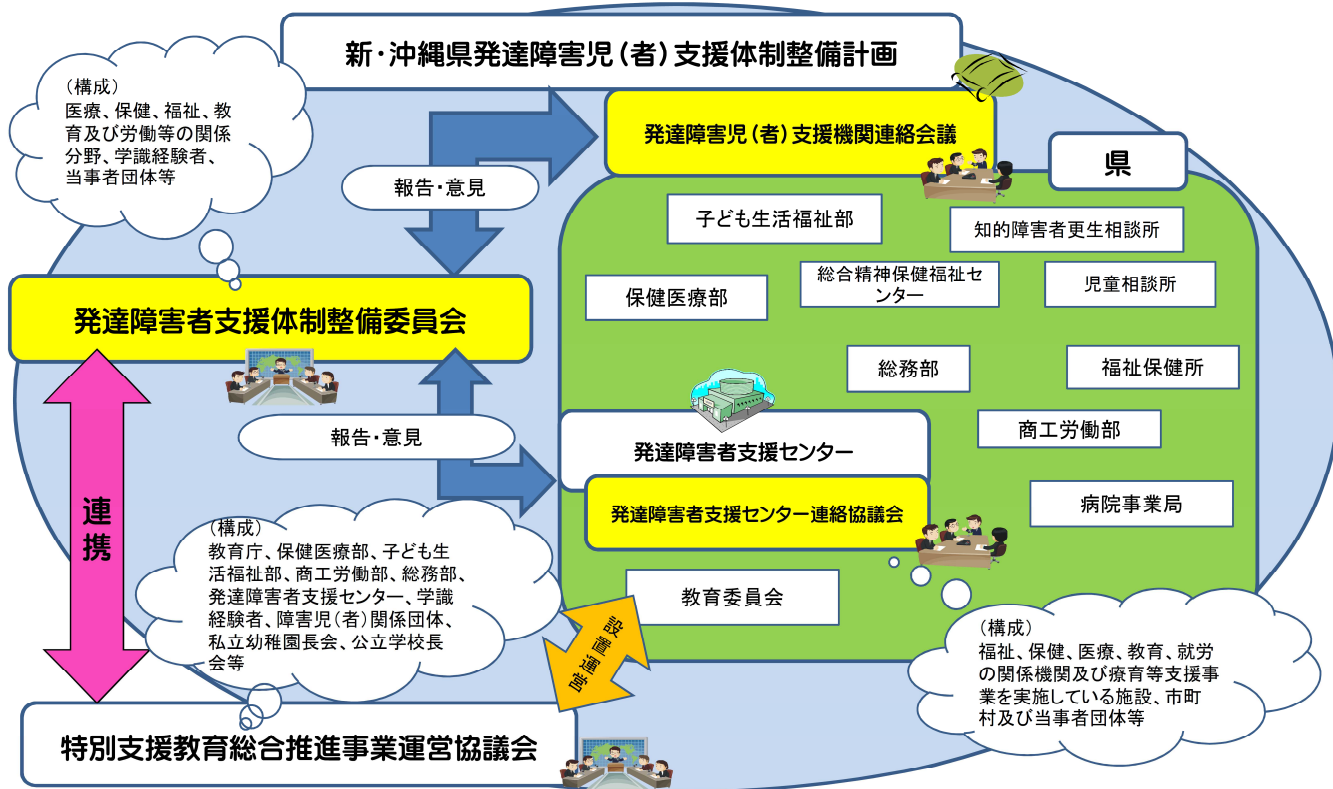 新・沖縄県発達障害児(者)支援体制整備計画
(構成)
医療、保健、福祉、教
育及び労働等の関係
分野、学識経験者、
当事者団体等
発達障害児(者)支援機関連絡会議
県
報告・意見
子ども生活福祉部
知的障害者更生相談所
総合精神保健福祉セ
ンター
児童相談所
保健医療部
発達障害者支援体制整備委員会
総務部
福祉保健所
報告・意見
商工労働部
発達障害者支援センター
発達障害者支援センター連絡協議会
病院事業局
連携
(構成)
教育庁、保健医療部、子ども生
活福祉部、商工労働部、総務部、
発達障害者支援センター、学識
経験者、障害児(者)関係団体、
私立幼稚園長会、公立学校長
会等
教育委員会
設置運営
(構成)
福祉、保健、医療、教育、就労
の関係機関及び療育等支援事
業を実施している施設、市町
村及び当事者団体等
特別支援教育総合推進事業運営協議会